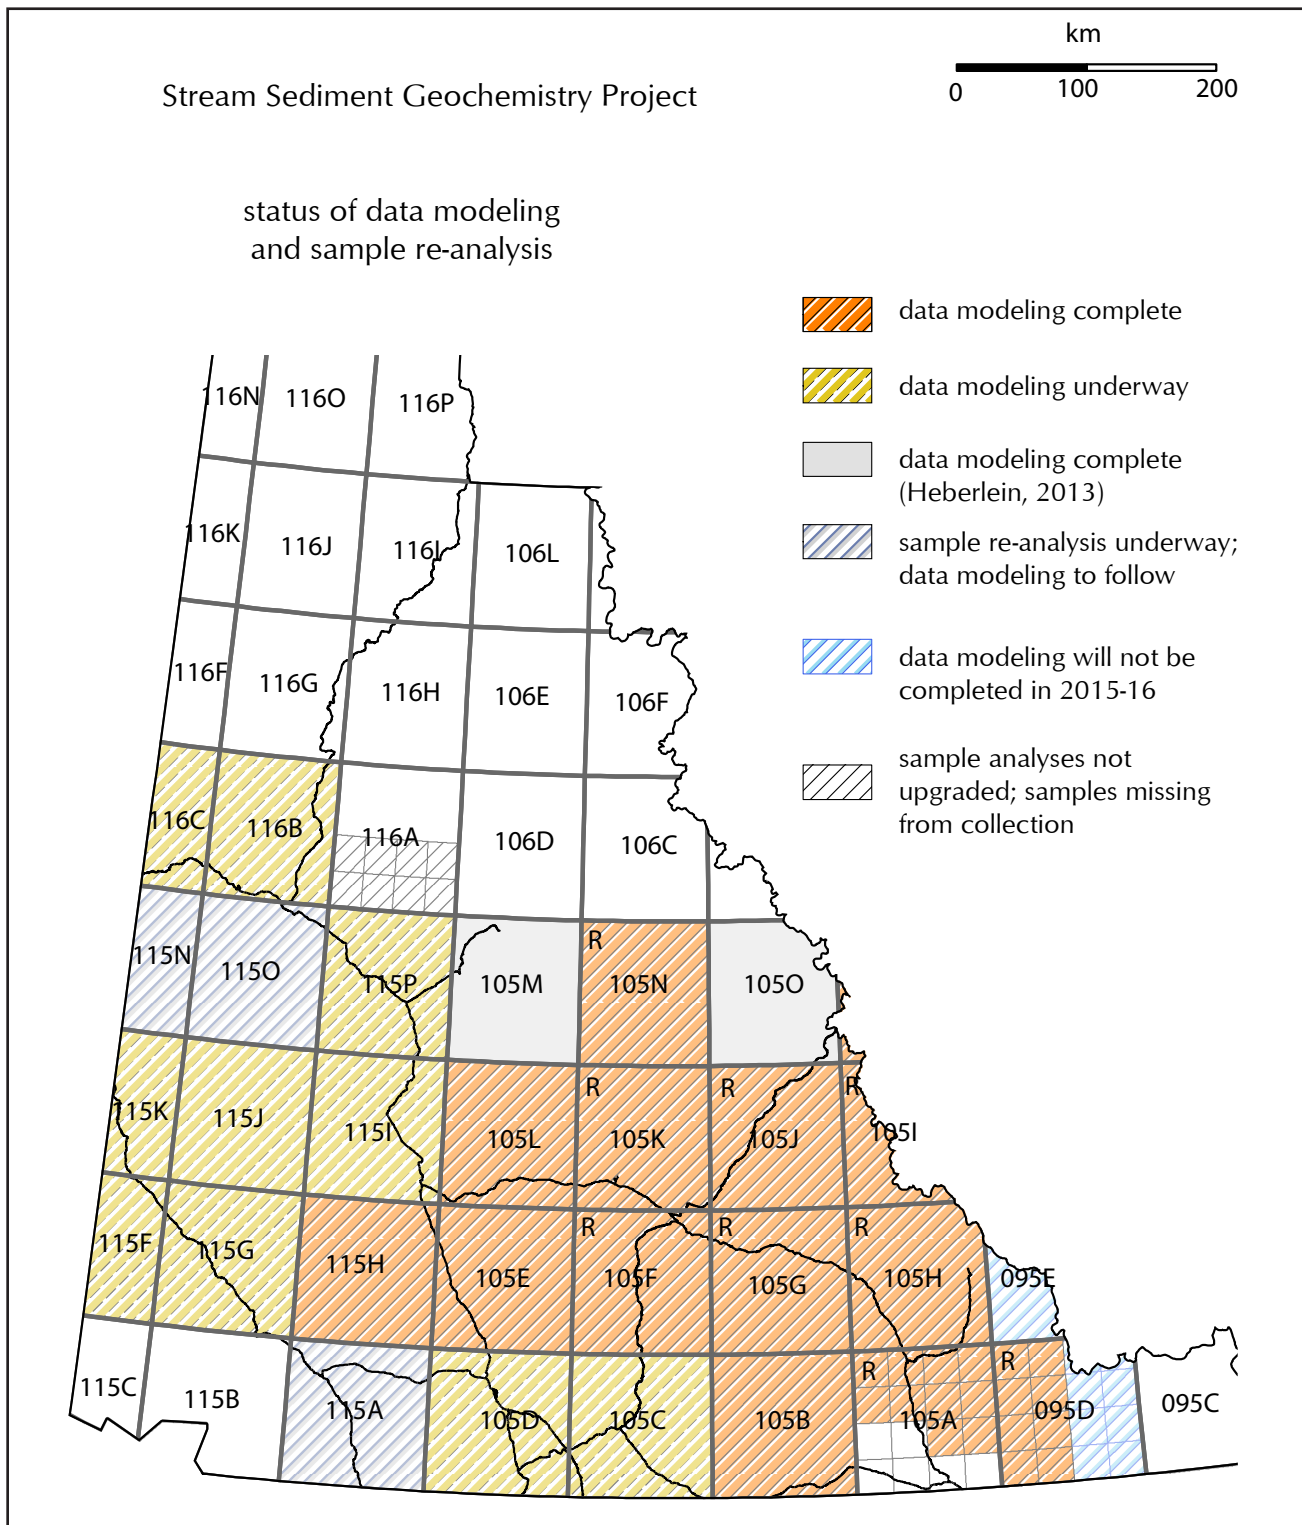 km
0 100 200
Stream Sediment Geochemistry Project
status of data modeling
and sample re-analysis
data modeling complete
data modeling underway
data modeling complete
(Heberlein, 2013)
sample re-analysis underway;
data modeling to follow
data modeling will not be
completed in 2015-16
sample analyses not
upgraded; samples missing
from collection
116N 116O 116P
116K 116J 116I 106L
116F 116G 116H 106E 106F
116C 116B 116A 106D 106C
R
115N 115O 115P 105M 105N 105O
R R R
115K 115J 115I 105L 105K 105J 105I
R R R
115F 115G 115H 105E 105F 105G 105H 095E
R R
115C 115B 115A 105D 105C 105B 105A 095D 095C